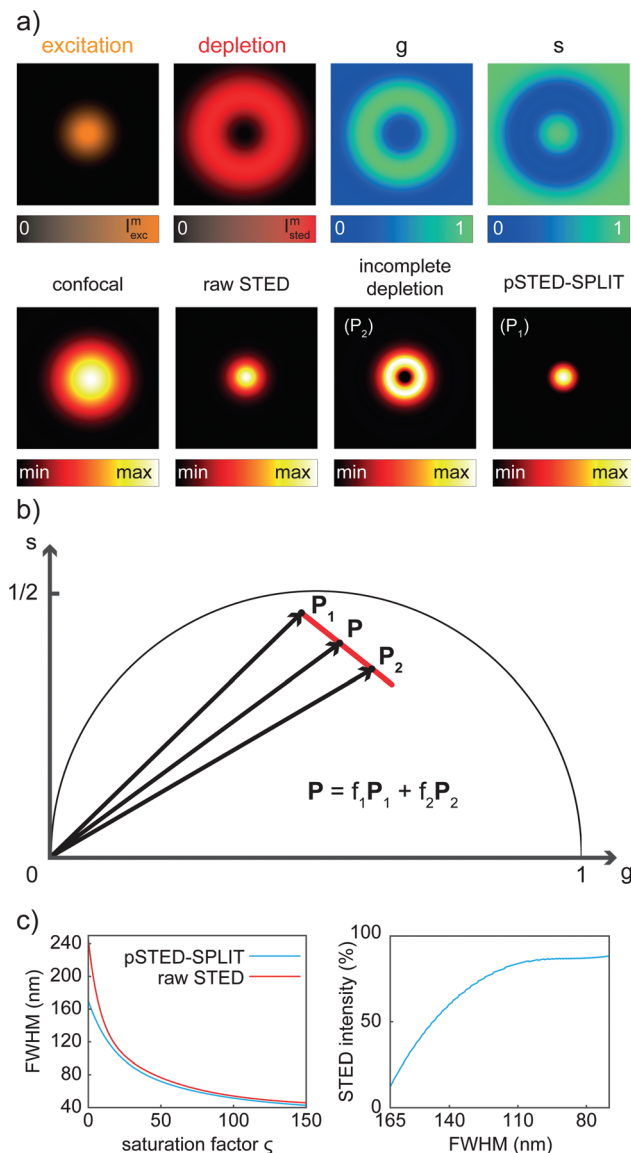 a)
excitation depletion g s
0 I^m_exc 0 I^m_sted 0 1 0 1
confocal raw STED incomplete depletion pSTED-SPLIT
(P₂) (P₁)
min max min max min max min max
b)
s
1/2
P₁
P
P₂
P = f₁P₁ + f₂P₂
0 1 g
c)
FWHM (nm)
240
200
160
120
80
40
pSTED-SPLIT
raw STED
0 50 100 150
saturation factor ς
STED intensity (%)
100
50
0
165 140 110 80
FWHM (nm)